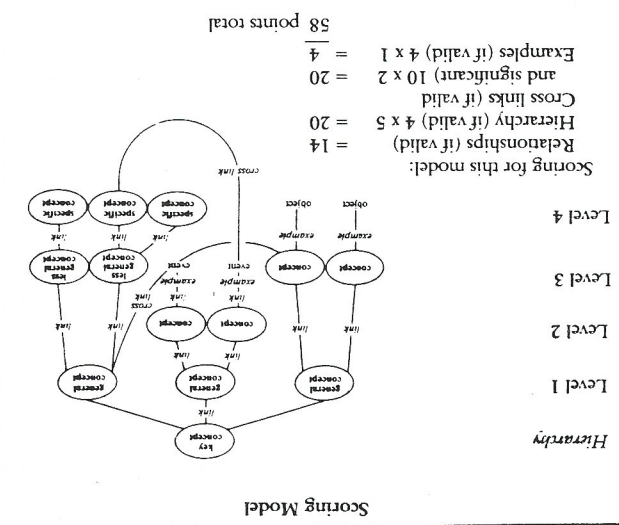 Scoring Model
Hierarchy
key
concept
link
Level 1
general
concept
general
concept
general
concept
link
link
link
link
link
link
Level 2
concept
concept
link
link
cross
link
Level 3
concept
concept
example
event
example
event
less
general
concept
less
general
concept
example
example
link
link
link
Level 4
object
object
specific
concept
specific
concept
specific
concept
cross link
Scoring for this model:
Relationships (if valid) = 14
Hierarchy (if valid) 4 x 5 = 20
Cross links (if valid
and significant) 10 x 2 = 20
Examples (if valid) 4 x 1 = 4
58 points total